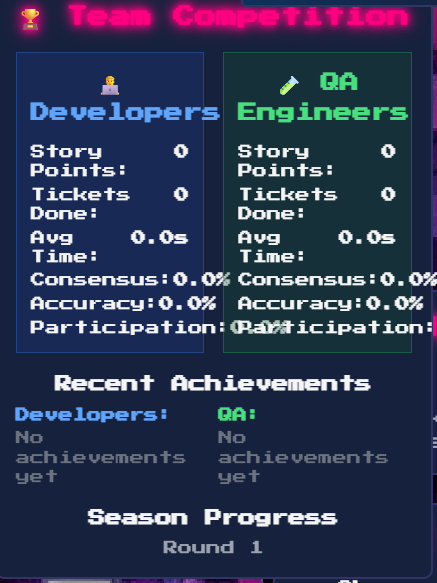 🏆 Team Competition
👨‍💻
Developers
Story 0
Points:
Tickets 0
Done:
Avg 0.0s
Time:
Consensus:0.0%
Accuracy:0.0%
Participation:0.0%
🧪 QA
Engineers
Story 0
Points:
Tickets 0
Done:
Avg 0.0s
Time:
Consensus:0.0%
Accuracy:0.0%
Participation:
Recent Achievements
Developers:
No
achievements
yet
QA:
No
achievements
yet
Season Progress
Round 1